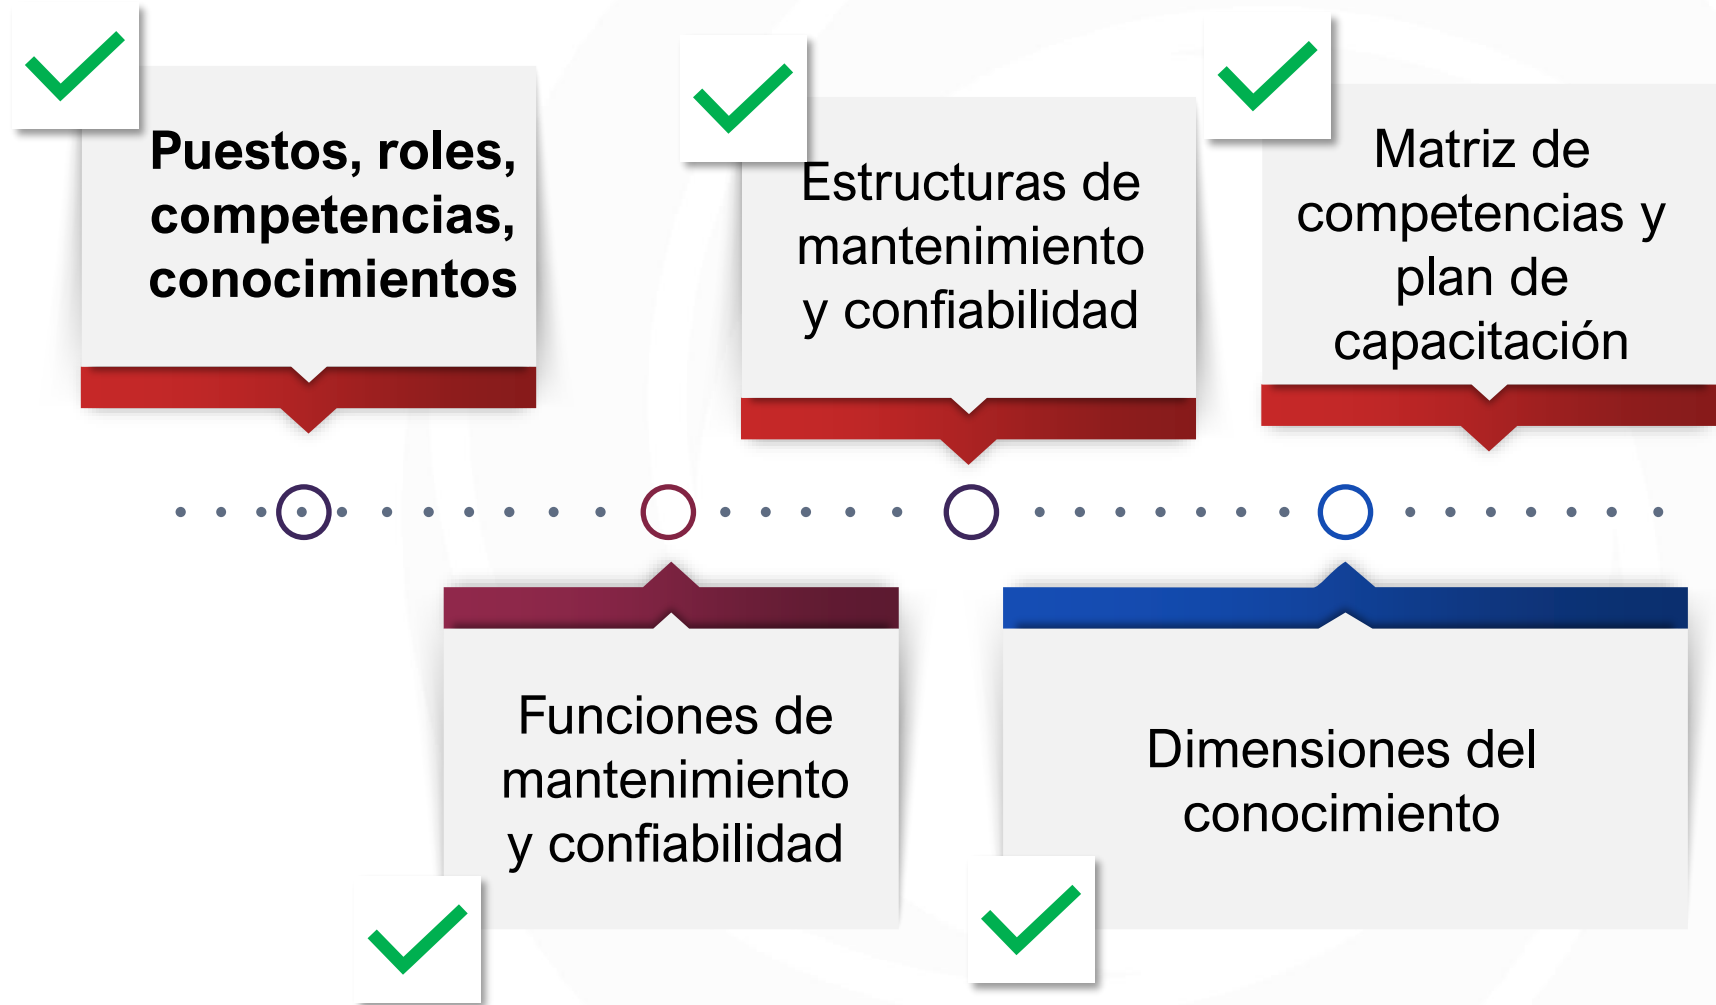 Puestos, roles,
competencias,
conocimientos
Funciones de
mantenimiento
y confiabilidad
Estructuras de
mantenimiento
y confiabilidad
Dimensiones del
conocimiento
Matriz de
competencias y
plan de
capacitación